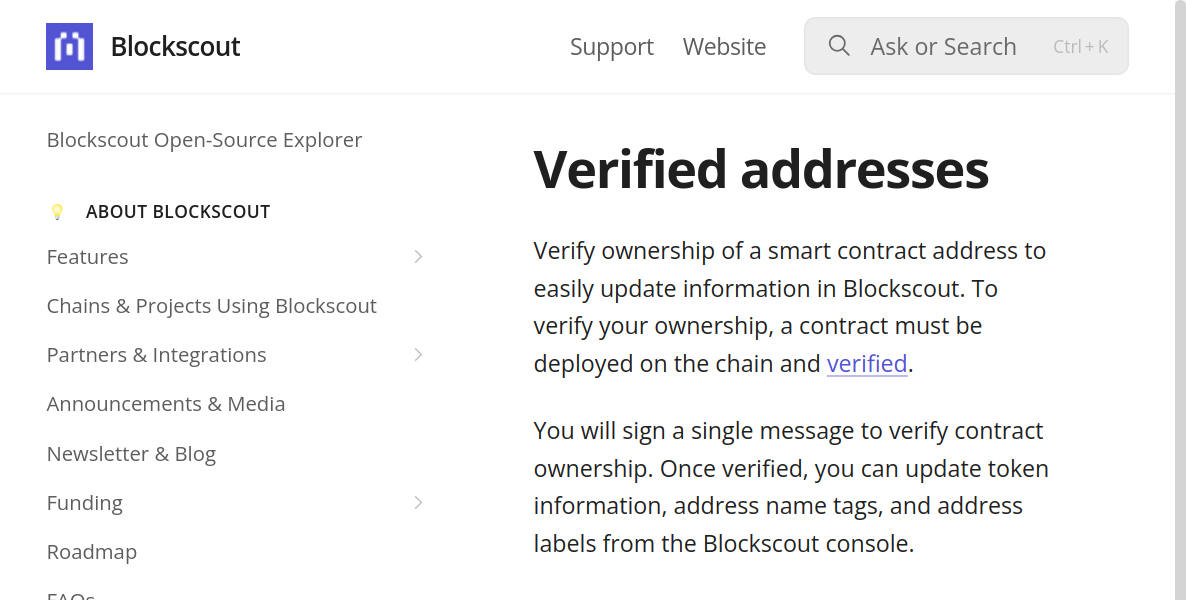 Blockscout
Support
Website
Ask or Search
Ctrl + K
Blockscout Open-Source Explorer
ABOUT BLOCKSCOUT
Features
Chains & Projects Using Blockscout
Partners & Integrations
Announcements & Media
Newsletter & Blog
Funding
Roadmap
FAQs
Verified addresses
Verify ownership of a smart contract address to
easily update information in Blockscout. To
verify your ownership, a contract must be
deployed on the chain and verified.
You will sign a single message to verify contract
ownership. Once verified, you can update token
information, address name tags, and address
labels from the Blockscout console.